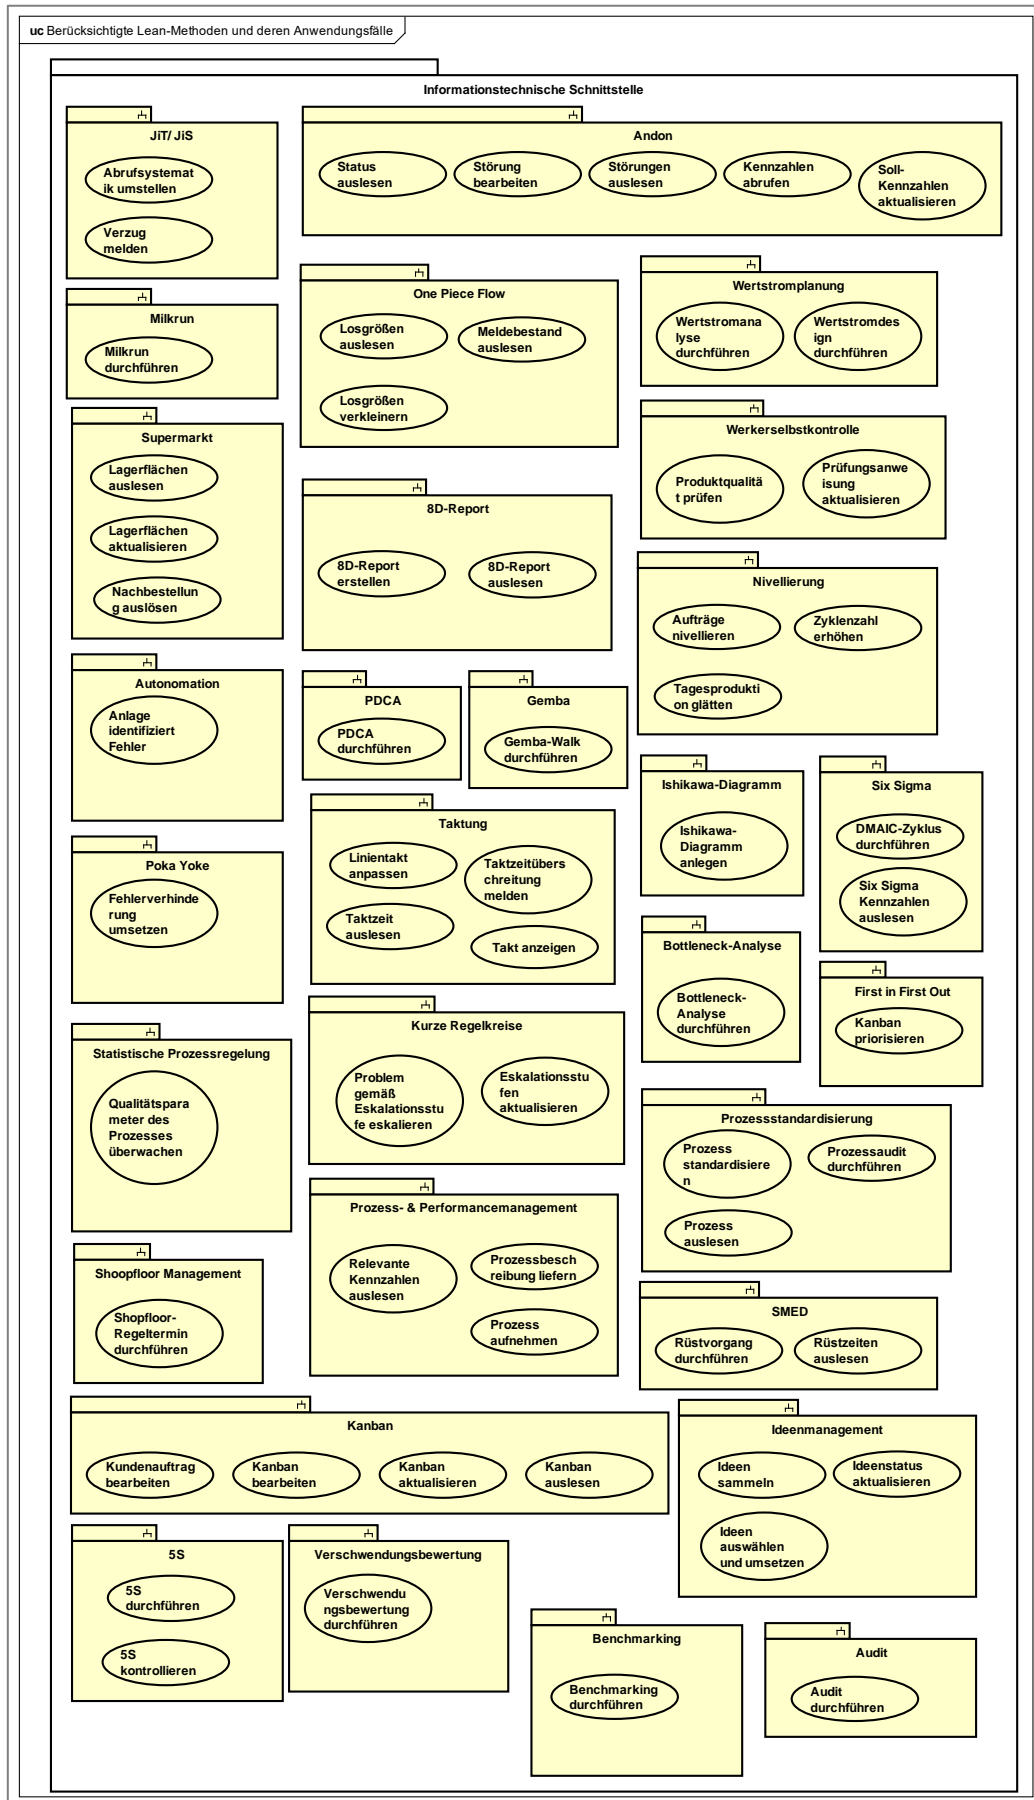 uc Berücksichtigte Lean-Methoden und deren Anwendungsfälle
Informationstechnische Schnittstelle
JiT/ JiS
Abrufsystemat
ik umstellen
Verzug
melden
Andon
Status
auslesen
Störung
bearbeiten
Störungen
auslesen
Kennzahlen
abrufen
Soll-
Kennzahlen
aktualisieren
Milkrun
Milkrun
durchführen
One Piece Flow
Losgrößen
auslesen
Meldebestand
auslesen
Losgrößen
verkleinern
Wertstromplanung
Wertstromana
lyse
durchführen
Wertstromdes
ign
durchführen
Supermarkt
Lagerflächen
auslesen
Lagerflächen
aktualisieren
Nachbestellun
g auslösen
8D-Report
8D-Report
erstellen
8D-Report
auslesen
Werkerselbstkontrolle
Produktqualitä
t prüfen
Prüfungsanwe
isung
aktualisieren
Nivellierung
Aufträge
nivellieren
Zyklenzahl
erhöhen
Tagesprodukti
on glätten
Autonomation
Anlage
identifiziert
Fehler
PDCA
PDCA
durchführen
Gemba
Gemba-Walk
durchführen
Ishikawa-Diagramm
Ishikawa-
Diagramm
anlegen
Six Sigma
DMAIC-Zyklus
durchführen
Six Sigma
Kennzahlen
auslesen
Poka Yoke
Fehlerverhinde
rung
umsetzen
Taktung
Linientakt
anpassen
Taktzeitübers
chreitung
melden
Taktzeit
auslesen
Takt anzeigen
Bottleneck-Analyse
Bottleneck-
Analyse
durchführen
First in First Out
Kanban
priorisieren
Statistische Prozessregelung
Qualitätspara
meter des
Prozesses
überwachen
Kurze Regelkreise
Problem
gemäß
Eskalationsstu
fe eskalieren
Eskalationsstu
fen
aktualisieren
Prozessstandardisierung
Prozess
standardisiere
n
Prozessaudit
durchführen
Prozess
auslesen
Shoopfloor Management
Shopfloor-
Regeltermin
durchführen
Prozess- & Performancemanagement
Relevante
Kennzahlen
auslesen
Prozessbesch
reibung liefern
Prozess
aufnehmen
SMED
Rüstvorgang
durchführen
Rüstzeiten
auslesen
Kanban
Kundenauftrag
bearbeiten
Kanban
bearbeiten
Kanban
aktualisieren
Kanban
auslesen
Ideenmanagement
Ideen
sammeln
Ideenstatus
aktualisieren
Ideen
auswählen
und umsetzen
5S
5S
durchführen
5S
kontrollieren
Verschwendungsbewertung
Verschwendu
ngsbewertung
durchführen
Benchmarking
Benchmarking
durchführen
Audit
Audit
durchführen